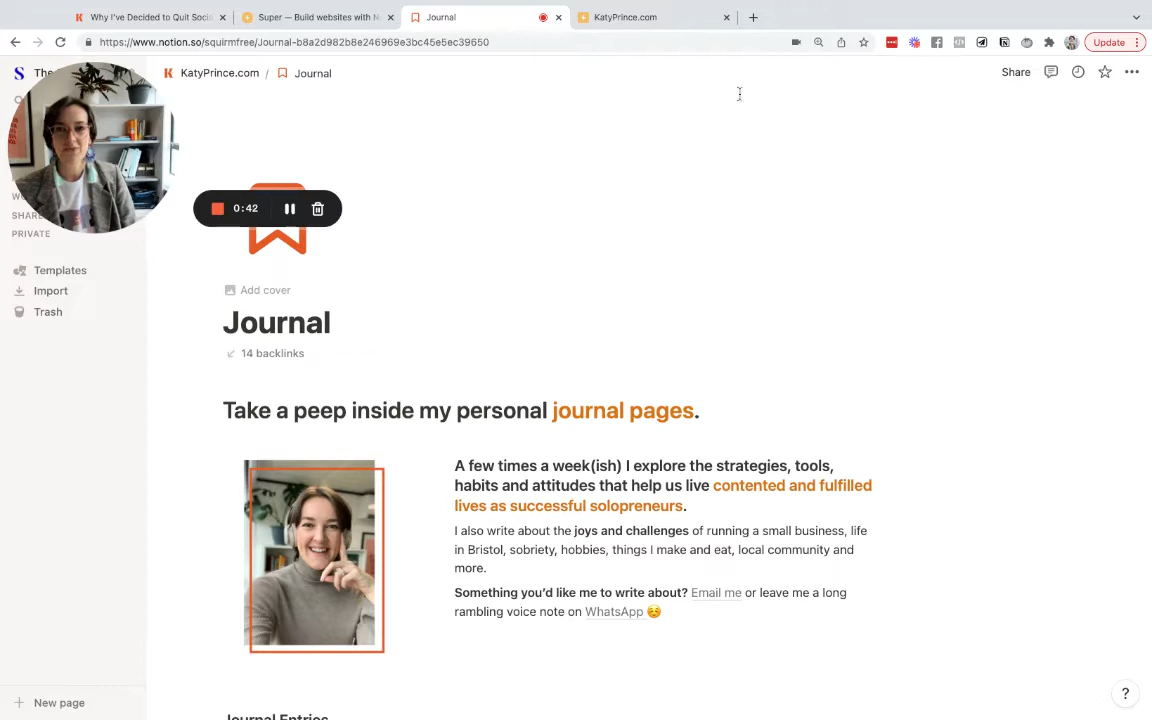 Why I've Decided to Quit Socia
Super — Build websites with N
Journal
KatyPrince.com
https://www.notion.so/squirmfree/Journal-b8a2d982b8e246969e3bc45e5ec39650
Update
The
KatyPrince.com / Journal
Share
0:42
SHARE
PRIVATE
Templates
Import
Trash
Add cover
Journal
14 backlinks
Take a peep inside my personal journal pages.
A few times a week(ish) I explore the strategies, tools,
habits and attitudes that help us live contented and fulfilled
lives as successful solopreneurs.
I also write about the joys and challenges of running a small business, life
in Bristol, sobriety, hobbies, things I make and eat, local community and
more.
Something you'd like me to write about? Email me or leave me a long
rambling voice note on WhatsApp ☺️
Journal Entries
New page
?